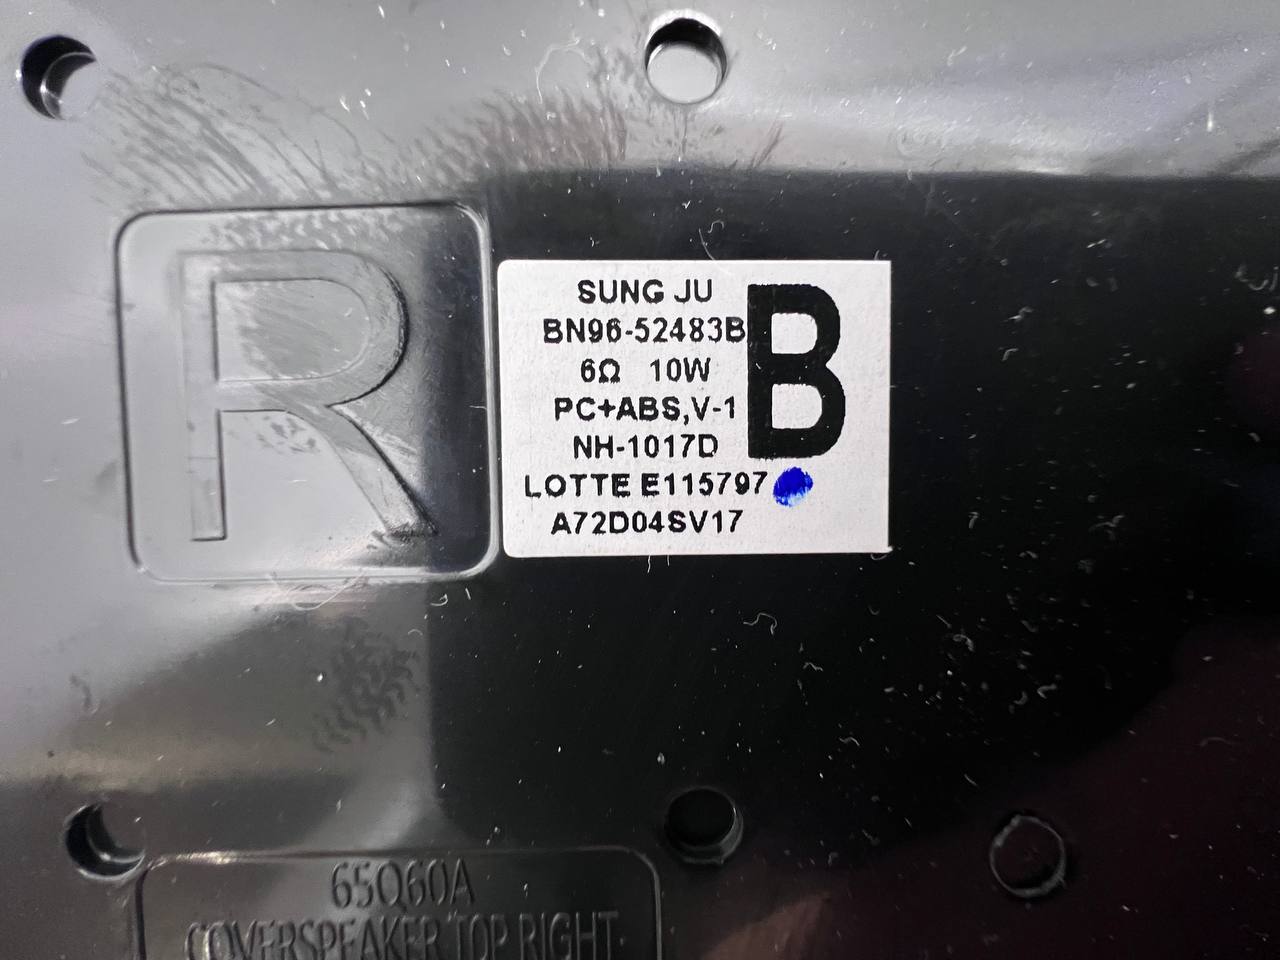 R
SUNG JU
BN96-52483B
6Ω 10W
PC+ABS,V-1
NH-1017D
LOTTE E115797
A72D04SV17
B
65Q60A
COVERSPEAKER TOP RIGHT